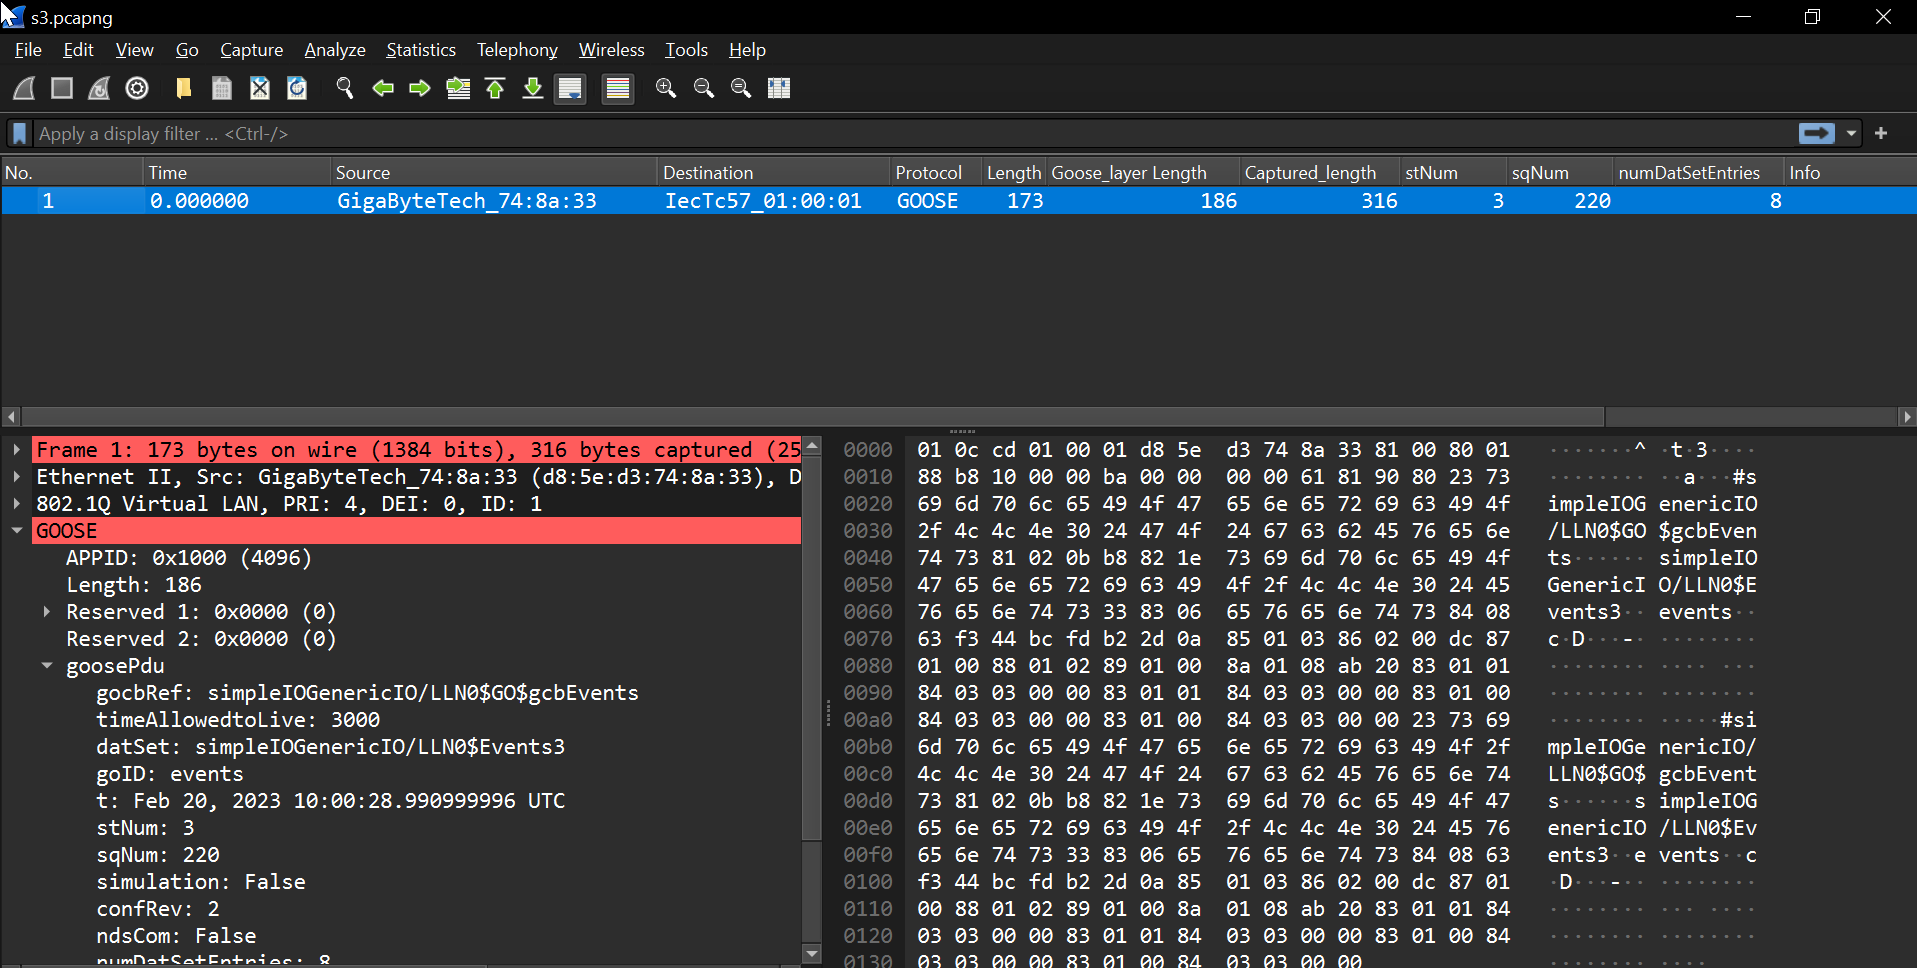 s3.pcapng
File Edit View Go Capture Analyze Statistics Telephony Wireless Tools Help
Apply a display filter ... <Ctrl-/>
No. Time Source Destination Protocol Length Goose_layer Length Captured_length stNum sqNum numDatSetEntries Info
1 0.000000 GigaByteTech_74:8a:33 IecTc57_01:00:01 GOOSE 173 186 316 3 220 8
Frame 1: 173 bytes on wire (1384 bits), 316 bytes captured (25
Ethernet II, Src: GigaByteTech_74:8a:33 (d8:5e:d3:74:8a:33), D
802.1Q Virtual LAN, PRI: 4, DEI: 0, ID: 1
GOOSE
APPID: 0x1000 (4096)
Length: 186
Reserved 1: 0x0000 (0)
Reserved 2: 0x0000 (0)
goosePdu
gocbRef: simpleIOGenericIO/LLN0$GO$gcbEvents
timeAllowedtoLive: 3000
datSet: simpleIOGenericIO/LLN0$Events3
goID: events
t: Feb 20, 2023 10:00:28.990999996 UTC
stNum: 3
sqNum: 220
simulation: False
confRev: 2
ndsCom: False
numDatSetEntries: 8
0000 01 0c cd 01 00 01 d8 5e d3 74 8a 33 81 00 80 01 ·······^ ·t·3····
0010 88 b8 10 00 00 ba 00 00 00 00 61 81 90 80 23 73 ········ ··a···#s
0020 69 6d 70 6c 65 49 4f 47 65 6e 65 72 69 63 49 4f impleIOG enericIO
0030 2f 4c 4c 4e 30 24 47 4f 24 67 63 62 45 76 65 6e /LLN0$GO $gcbEven
0040 74 73 81 02 0b b8 82 1e 73 69 6d 70 6c 65 49 4f ts······ simpleIO
0050 47 65 6e 65 72 69 63 49 4f 2f 4c 4c 4e 30 24 45 GenericI O/LLN0$E
0060 76 65 6e 74 73 33 83 06 65 76 65 6e 74 73 84 08 vents3·· events··
0070 63 f3 44 bc fd b2 2d 0a 85 01 03 86 02 00 dc 87 c·D···-· ········
0080 01 00 88 01 02 89 01 00 8a 01 08 ab 20 83 01 01 ········ ···· ···
0090 84 03 03 00 00 83 01 01 84 03 03 00 00 83 01 00 ········ ········
00a0 84 03 03 00 00 83 01 00 84 03 03 00 00 23 73 69 ········ ·····#si
00b0 6d 70 6c 65 49 4f 47 65 6e 65 72 69 63 49 4f 2f mpleIOGe nericIO/
00c0 4c 4c 4e 30 24 47 4f 24 67 63 62 45 76 65 6e 74 LLN0$GO$ gcbEvent
00d0 73 81 02 0b b8 82 1e 73 69 6d 70 6c 65 49 4f 47 s······s impleIOG
00e0 65 6e 65 72 69 63 49 4f 2f 4c 4c 4e 30 24 45 76 enericIO /LLN0$Ev
00f0 65 6e 74 73 33 83 06 65 76 65 6e 74 73 84 08 63 ents3··e vents··c
0100 f3 44 bc fd b2 2d 0a 85 01 03 86 02 00 dc 87 01 ·D···-·· ········
0110 00 88 01 02 89 01 00 8a 01 08 ab 20 83 01 01 84 ········ ··· ····
0120 03 03 00 00 83 01 01 84 03 03 00 00 83 01 00 84 ········ ········
0130 03 03 00 00 83 01 00 84 03 03 00 00 ········ ····